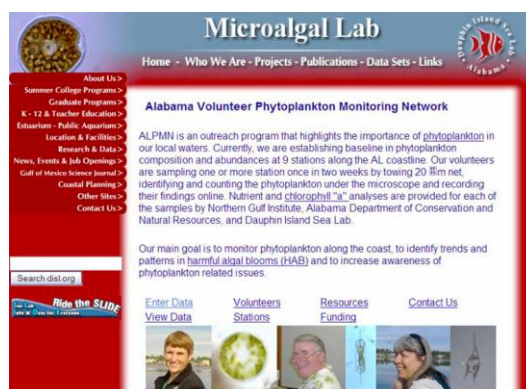 Microalgal Lab
Dauphin Island Sea Lab
Alabama
Home - Who We Are - Projects - Publications - Data Sets - Links
About Us >
Summer College Programs >
Graduate Programs >
K - 12 & Teacher Education >
Estuarium - Public Aquarium >
Location & Facilities >
Research & Data >
News, Events & Job Openings >
Gulf of Mexico Science Journal >
Coastal Planning >
Other Sites >
Contact Us >
Search disl.org
Ride the SLIDE
Alabama Volunteer Phytoplankton Monitoring Network
ALPMN is an outreach program that highlights the importance of phytoplankton in
our local waters. Currently, we are establishing baseline in phytoplankton
composition and abundances at 9 stations along the AL coastline. Our volunteers
are sampling one or more station once in two weeks by towing 20 m net,
identifying and counting the phytoplankton under the microscope and recording
their findings online. Nutrient and chlorophyll "a" analyses are provided for each of
the samples by Northern Gulf Institute, Alabama Department of Conservation and
Natural Resources, and Dauphin Island Sea Lab.
Our main goal is to monitor phytoplankton along the coast, to identify trends and
patterns in harmful algal blooms (HAB) and to increase awareness of
phytoplankton related issues.
Enter Data Volunteers Resources Contact Us
View Data Stations Funding